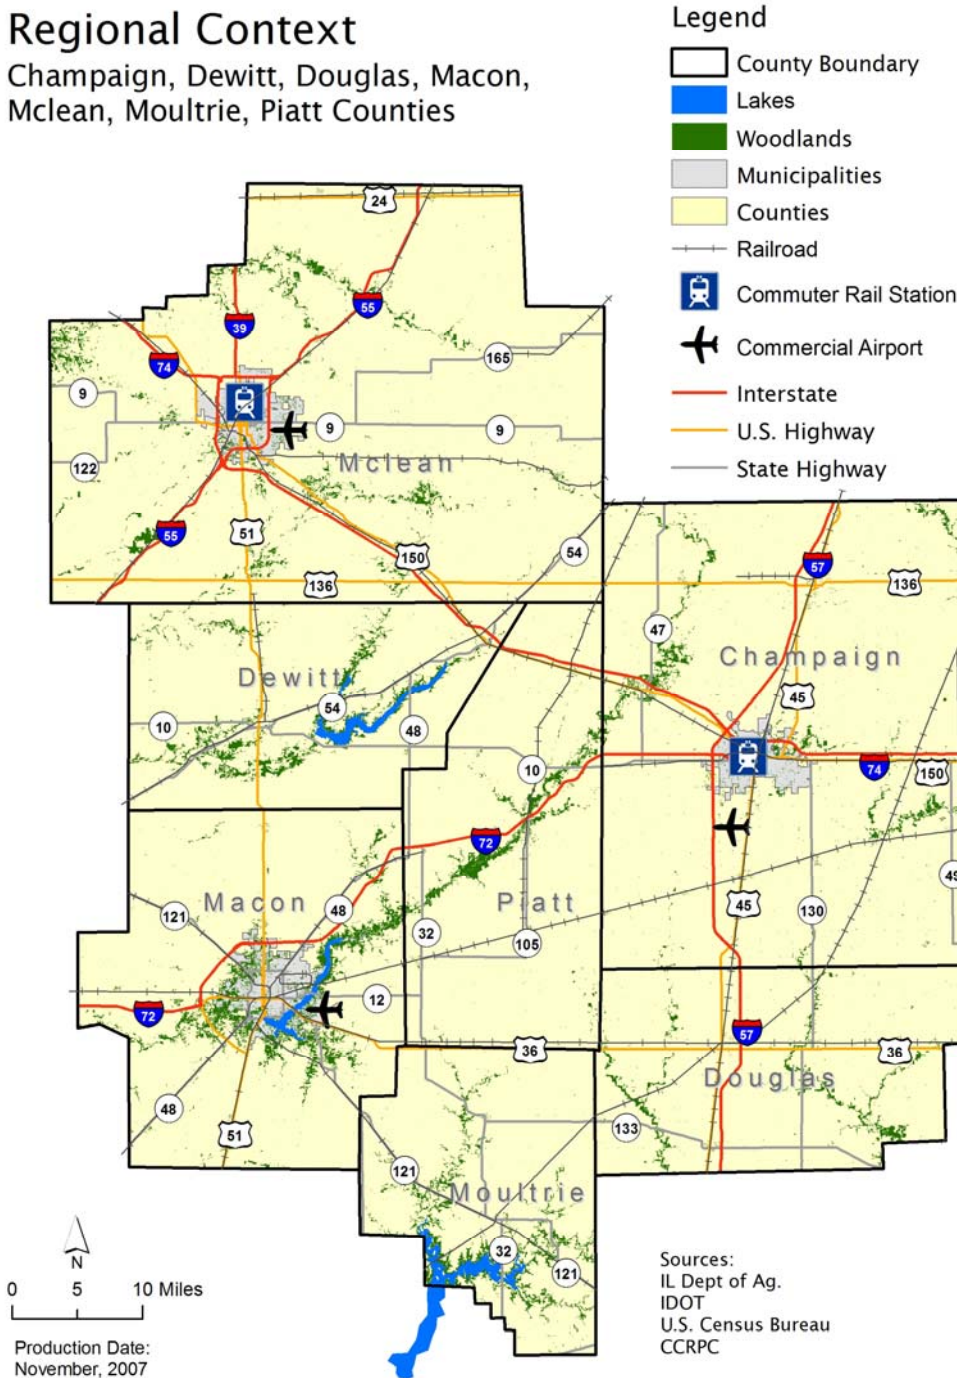 Regional Context
Champaign, Dewitt, Douglas, Macon,
Mclean, Moultrie, Piatt Counties
Legend
County Boundary
Lakes
Woodlands
Municipalities
Counties
Railroad
Commuter Rail Station
Commercial Airport
Interstate
U.S. Highway
State Highway
24
55
39
165
74
9
9
9
Mclean
122
51
55
150
54
136
57
136
47
Champaign
Dewitt
45
54
10
48
10
74
150
72
Macon
48
Piatt
45
130
49
121
32
105
12
72
57
36
36
Douglas
48
133
51
121
Moultrie
32
121
N
0 5 10 Miles
Production Date:
November, 2007
Sources:
IL Dept of Ag.
IDOT
U.S. Census Bureau
CCRPC